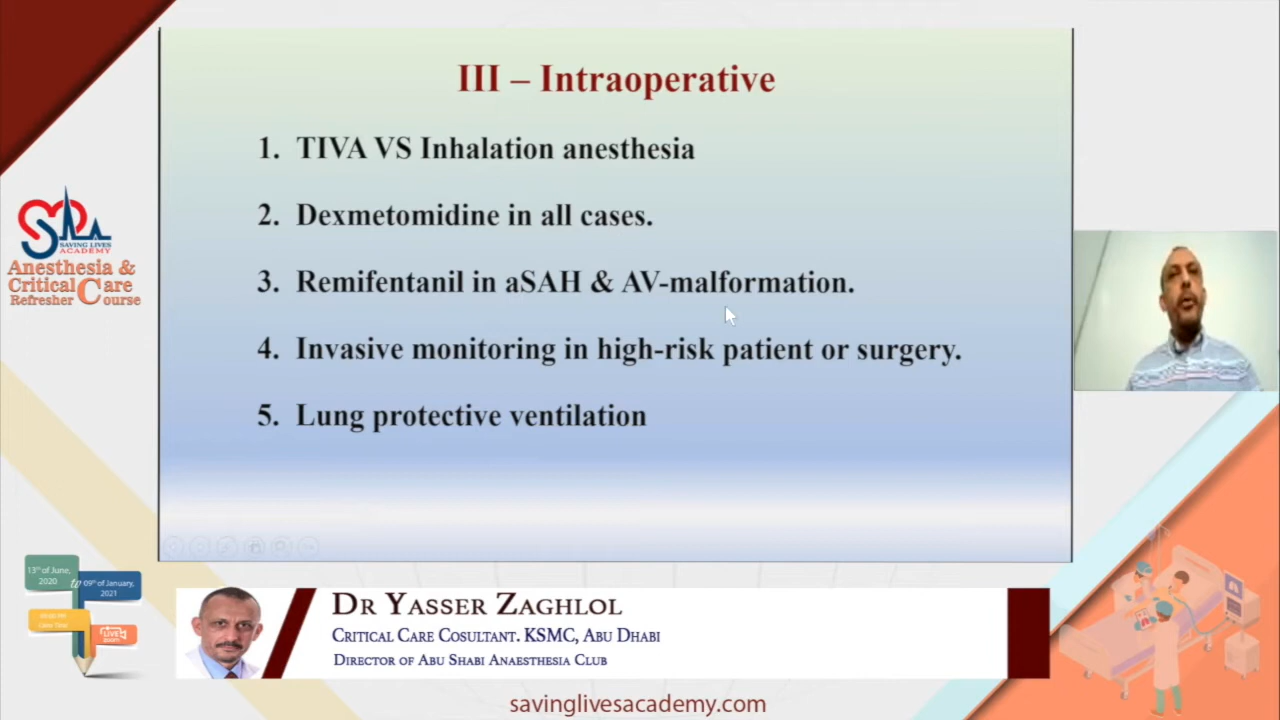 III – Intraoperative
1. TIVA VS Inhalation anesthesia
2. Dexmetomidine in all cases.
3. Remifentanil in aSAH & AV-malformation.
4. Invasive monitoring in high-risk patient or surgery.
5. Lung protective ventilation
SAVING LIVES
ACADEMY
Anesthesia &
Critical Care
Refresher Course
13th of June,
2020
to
09th of January,
2021
LIVE
DR YASSER ZAGHLOL
CRITICAL CARE COSULTANT. KSMC, ABU DHABI
DIRECTOR OF ABU SHABI ANAESTHESIA CLUB
savinglivesacademy.com